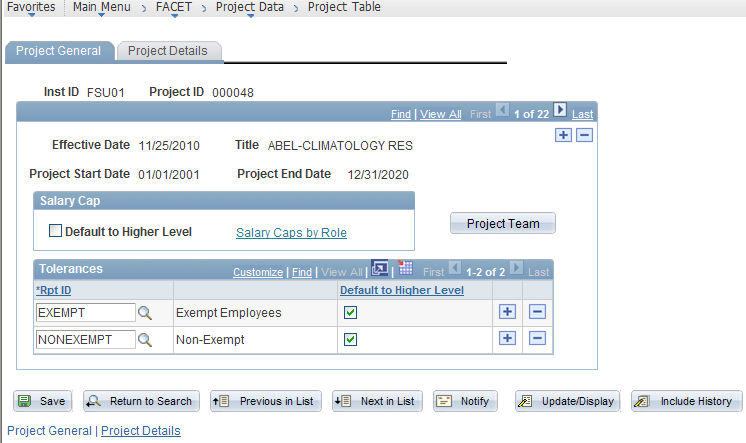 Favorites Main Menu > FACET > Project Data > Project Table
Project General Project Details
Inst ID FSU01 Project ID 000048
Find | View All First 1 of 22 Last
Effective Date 11/25/2010 Title ABEL-CLIMATOLOGY RES
Project Start Date 01/01/2001 Project End Date 12/31/2020
Salary Cap
Default to Higher Level Salary Caps by Role
Project Team
Tolerances Customize | Find | View All | | First 1-2 of 2 Last
*Rpt ID Default to Higher Level
EXEMPT Exempt Employees
NONEXEMPT Non-Exempt
Save Return to Search Previous in List Next in List Notify Update/Display Include History
Project General | Project Details